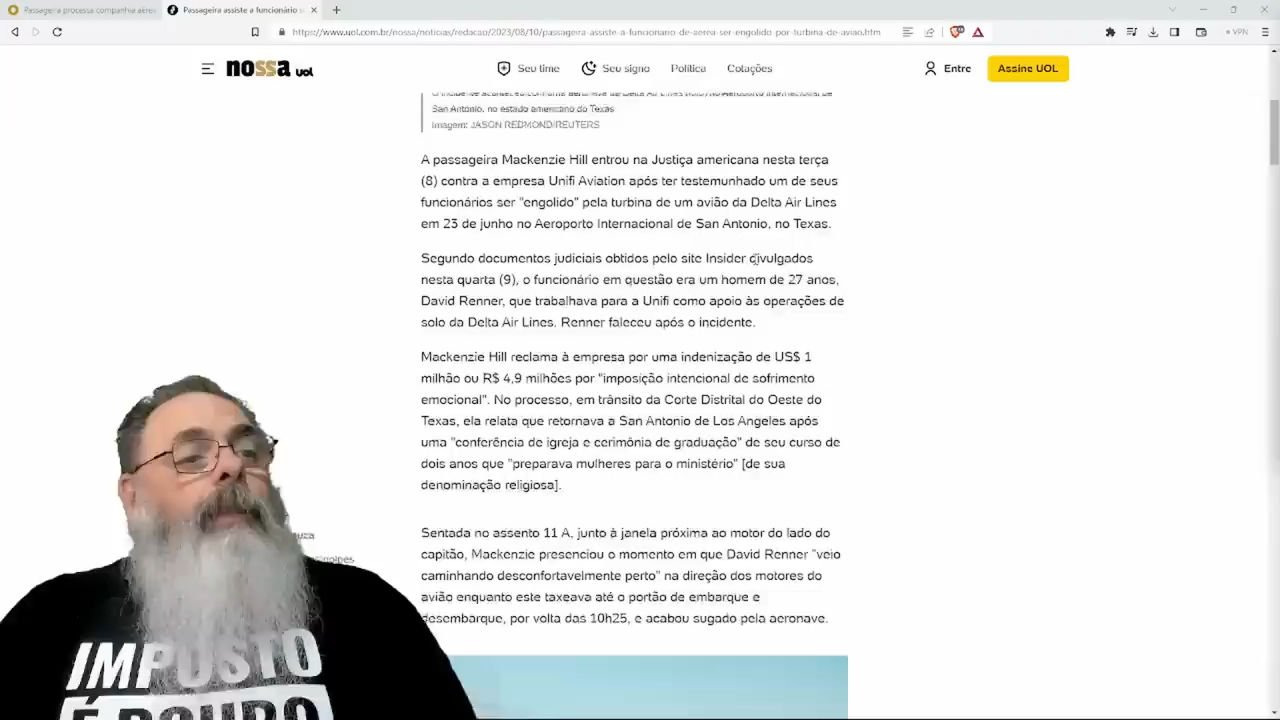 Passageira processa companhia aérea
Passageira assiste a funcionário
https://www.uol.com.br/nossa/noticias/redacao/2023/08/10/passageira-assiste-a-funcionario-de-aerea-ser-engolido-por-turbina-de-aviao.htm
VPN
nossa uol
Seu time
Seu signo
Política
Cotações
Entre
Assine UOL
San Antonio, no estado americano do Texas
Imagem: JASON REDMOND/REUTERS
A passageira Mackenzie Hill entrou na Justiça americana nesta terça
(8) contra a empresa Unifi Aviation após ter testemunhado um de seus
funcionários ser "engolido" pela turbina de um avião da Delta Air Lines
em 23 de junho no Aeroporto Internacional de San Antonio, no Texas.
Segundo documentos judiciais obtidos pelo site Insider divulgados
nesta quarta (9), o funcionário em questão era um homem de 27 anos,
David Renner, que trabalhava para a Unifi como apoio às operações de
solo da Delta Air Lines. Renner faleceu após o incidente.
Mackenzie Hill reclama à empresa por uma indenização de US$ 1
milhão ou R$ 4,9 milhões por "imposição intencional de sofrimento
emocional". No processo, em trânsito da Corte Distrital do Oeste do
Texas, ela relata que retornava a San Antonio de Los Angeles após
uma "conferência de igreja e cerimônia de graduação" de seu curso de
dois anos que "preparava mulheres para o ministério" [de sua
denominação religiosa].
Sentada no assento 11 A, junto à janela próxima ao motor do lado do
capitão, Mackenzie presenciou o momento em que David Renner "veio
caminhando desconfortavelmente perto" na direção dos motores do
avião enquanto este taxeava até o portão de embarque e
desembarque, por volta das 10h25, e acabou sugado pela aeronave.
IMPOSTO
É ROUBO